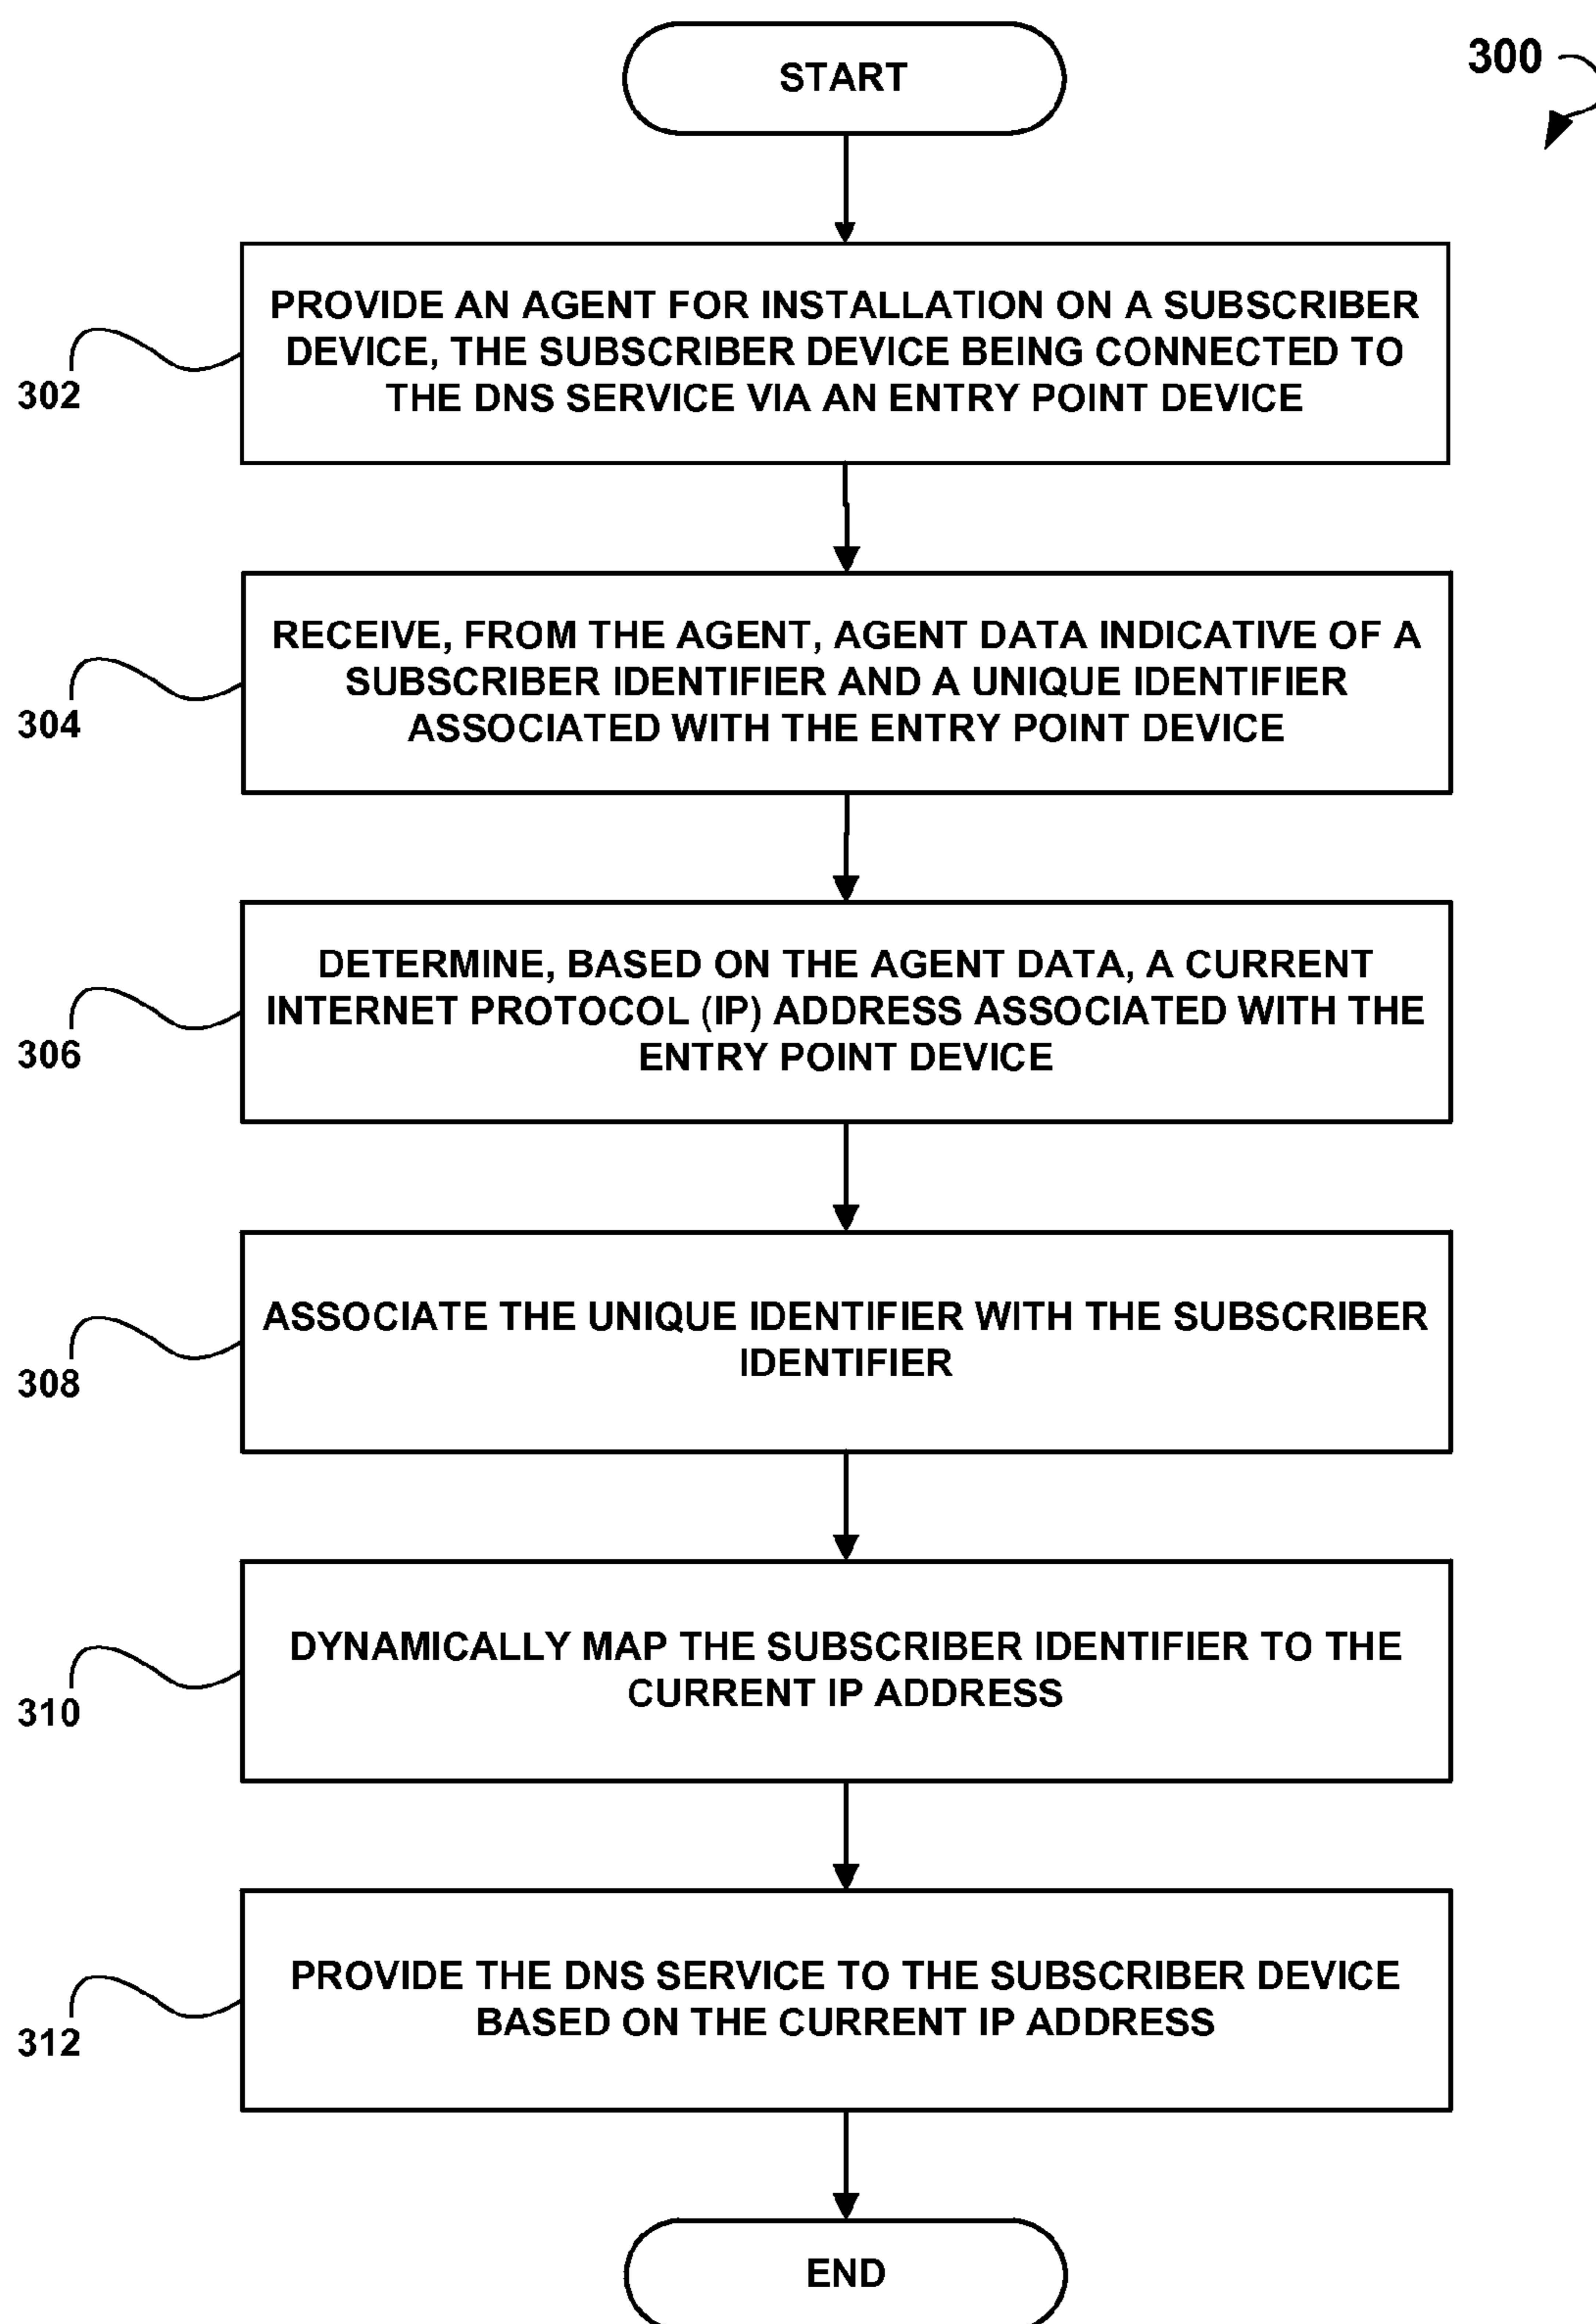 START
300
PROVIDE AN AGENT FOR INSTALLATION ON A SUBSCRIBER
DEVICE, THE SUBSCRIBER DEVICE BEING CONNECTED TO
THE DNS SERVICE VIA AN ENTRY POINT DEVICE
302
RECEIVE, FROM THE AGENT, AGENT DATA INDICATIVE OF A
SUBSCRIBER IDENTIFIER AND A UNIQUE IDENTIFIER
ASSOCIATED WITH THE ENTRY POINT DEVICE
304
DETERMINE, BASED ON THE AGENT DATA, A CURRENT
INTERNET PROTOCOL (IP) ADDRESS ASSOCIATED WITH THE
ENTRY POINT DEVICE
306
ASSOCIATE THE UNIQUE IDENTIFIER WITH THE SUBSCRIBER
IDENTIFIER
308
DYNAMICALLY MAP THE SUBSCRIBER IDENTIFIER TO THE
CURRENT IP ADDRESS
310
PROVIDE THE DNS SERVICE TO THE SUBSCRIBER DEVICE
BASED ON THE CURRENT IP ADDRESS
312
END